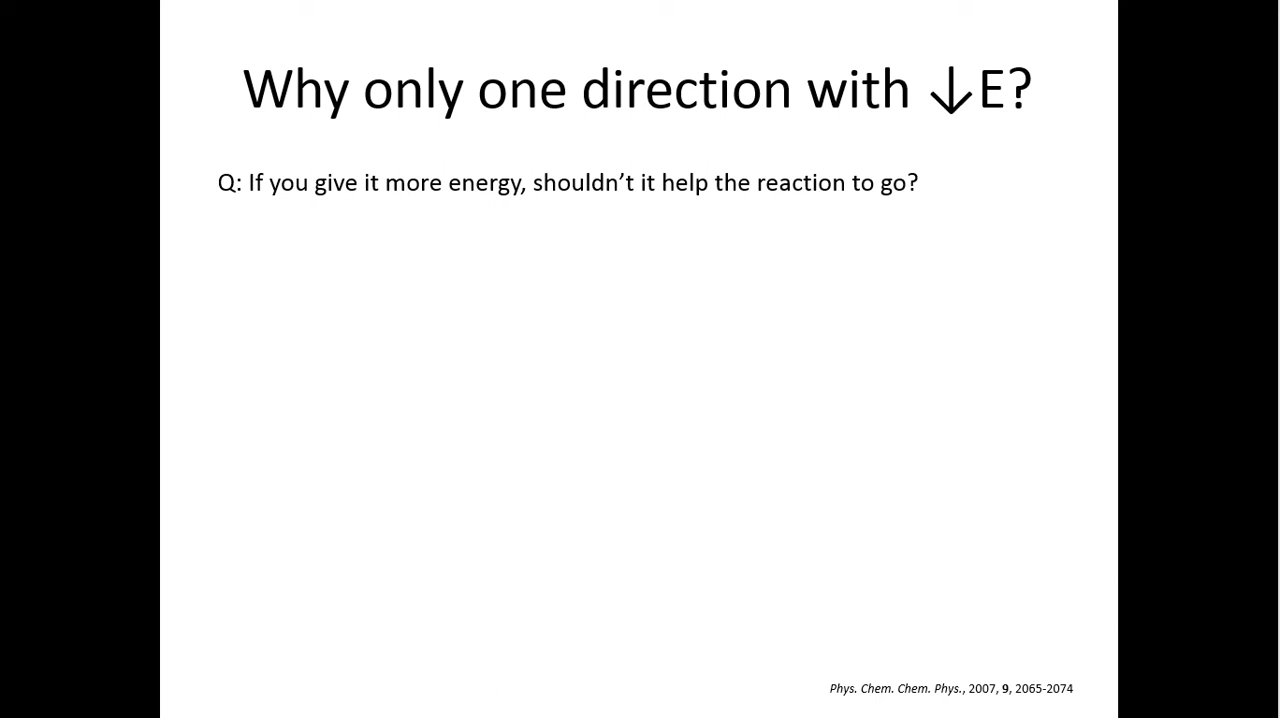 Why only one direction with ↓E?
Q: If you give it more energy, shouldn’t it help the reaction to go?
Phys. Chem. Chem. Phys., 2007, 9, 2065-2074